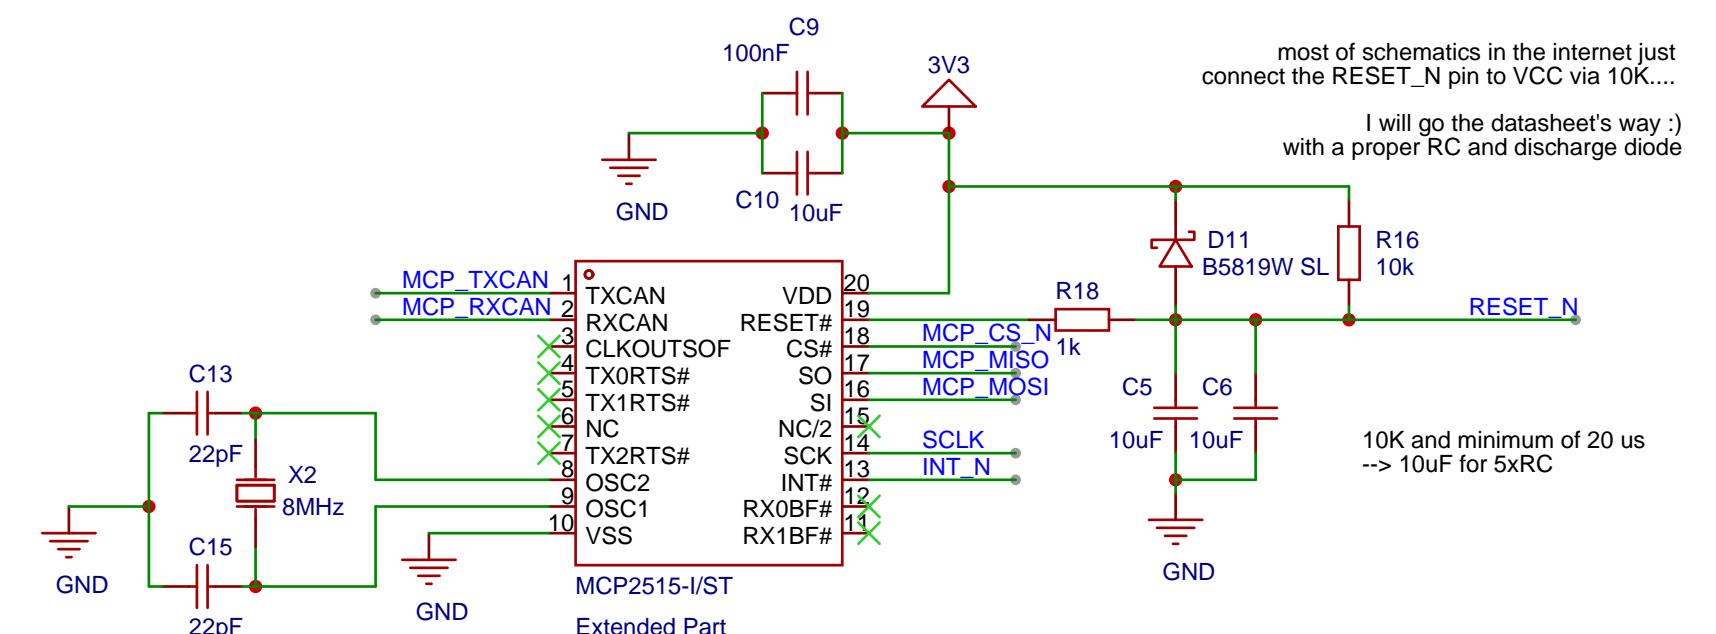 C9
100nF
3V3
most of schematics in the internet just
connect the RESET_N pin to VCC via 10K....
I will go the datasheet's way :)
with a proper RC and discharge diode
GND
C10
10uF
D11
B5819W SL
R16
10k
MCP_TXCAN
1
TXCAN
MCP_RXCAN
2
RXCAN
3
CLKOUTSOF
4
TX0RTS#
5
TX1RTS#
6
NC
7
TX2RTS#
8
OSC2
9
OSC1
10
VSS
20
VDD
19
RESET#
18
CS#
MCP_CS_N
17
SO
MCP_MISO
16
SI
MCP_MOSI
15
NC/2
14
SCK
SCLK
13
INT#
INT_N
12
RX0BF#
11
RX1BF#
R18
1k
RESET_N
C5
10uF
C6
10uF
10K and minimum of 20 us
--> 10uF for 5xRC
GND
C13
22pF
X2
8MHz
C15
22pF
GND
GND
MCP2515-I/ST
Extended Part